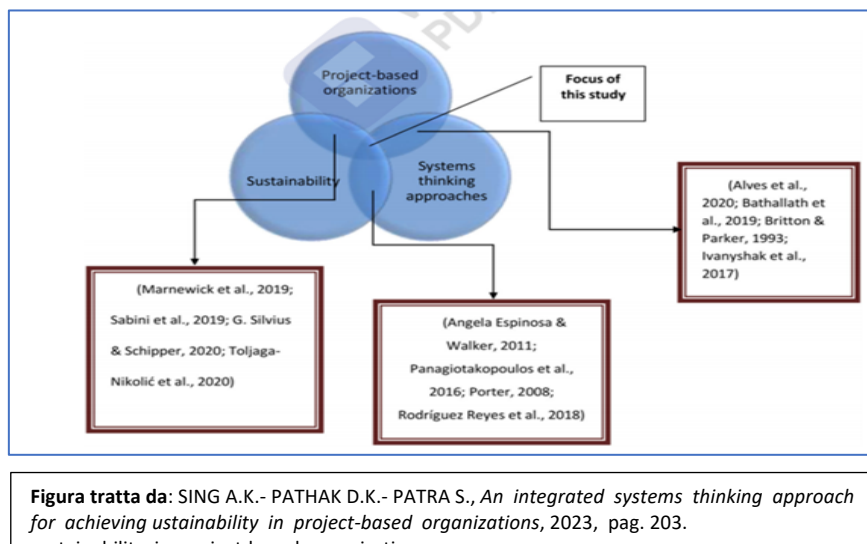 Project-based
organizations
Focus of
this study
Sustainability
Systems
thinking
approaches
(Alves et al.,
2020; Bathallath et
al., 2019; Britton &
Parker, 1993;
Ivanyshak et al.,
2017)
(Marnewick et al., 2019;
Sabini et al., 2019; G. Silvius
& Schipper, 2020; Toljaga-
Nikolić et al., 2020)
(Angela Espinosa &
Walker, 2011;
Panagiotakopoulos et al.,
2016; Porter, 2008;
Rodríguez Reyes et al., 2018)
Figura tratta da: SING A.K.- PATHAK D.K.- PATRA S., An integrated systems thinking approach
for achieving ustainability in project-based organizations, 2023, pag. 203.